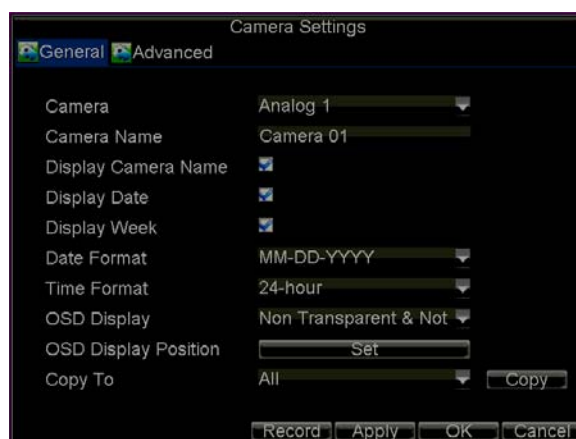 Camera Settings
General Advanced
Camera Analog 1
Camera Name Camera 01
Display Camera Name
Display Date
Display Week
Date Format MM-DD-YYYY
Time Format 24-hour
OSD Display Non Transparent & Not
OSD Display Position Set
Copy To All Copy
Record Apply OK Cancel